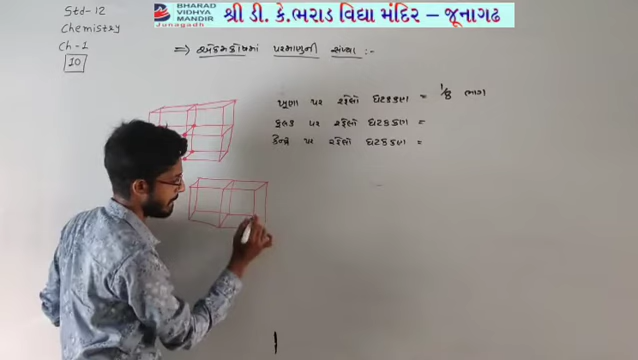 BHARAD VIDHYA MANDIR Junagadh શ્રી ડી. કે.ભરાડ વિદ્યા મંદિર – જૂનાગઢ
Std-12
Chemistry
Ch-1
10
⇒ એકમકોષમાં પરમાણુની સંખ્યા :-
ખૂણા પર રહેલો ઘટકકણ = 1/8 ભાગ
ફલક પર રહેલો ઘટકકણ =
કેન્દ્ર પર રહેલો ઘટકકણ =